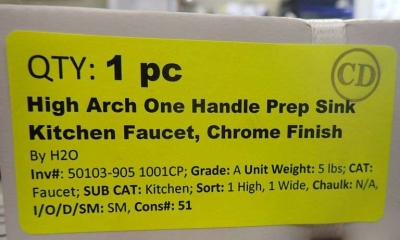 QTY: 1 pc
CD
High Arch One Handle Prep Sink
Kitchen Faucet, Chrome Finish
By H2O
Inv#: 50103-905 1001CP; Grade: A Unit Weight: 5 lbs; CAT:
Faucet; SUB CAT: Kitchen; Sort: 1 High, 1 Wide, Chaulk: N/A,
I/O/D/SM: SM, Cons#: 51